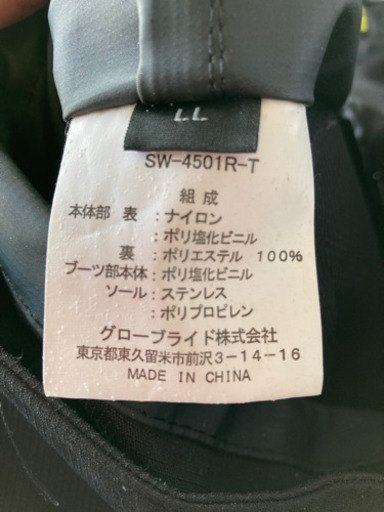 LL
SW-4501R-T
組成
本体部 表 : ナイロン
: ポリ塩化ビニル
裏 : ポリエステル 100%
ブーツ部本体 : ポリ塩化ビニル
ソール : ステンレス
: ポリプロピレン
グローブライド株式会社
東京都東久留米市前沢3-14-16
MADE IN CHINA